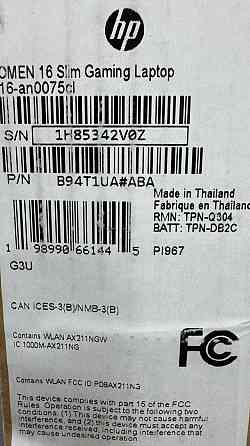 hp
OMEN 16 Slim Gaming Laptop
16-an0075cl
S/N 1H85342V0Z
P/N B94T1UA#ABA
Made in Thailand
Fabriqué en Thailand
RMN: TPN-Q304
BATT: TPN-DB2C
1 98990 66144 5 PI967
G3U
CAN ICES-3(B)/NMB-3(B)
Contains WLAN AX211NGW
IC 1000M-AX211NG
FC
Contains WLAN FCC ID PD9AX211NG
This device complies with part 15 of the FCC
Rules. Operation is subject to the following two
conditions: (1) This device may not cause harmful
interference, and (2) this device must accept any
interference received, including interference that
may cause undesired operation.